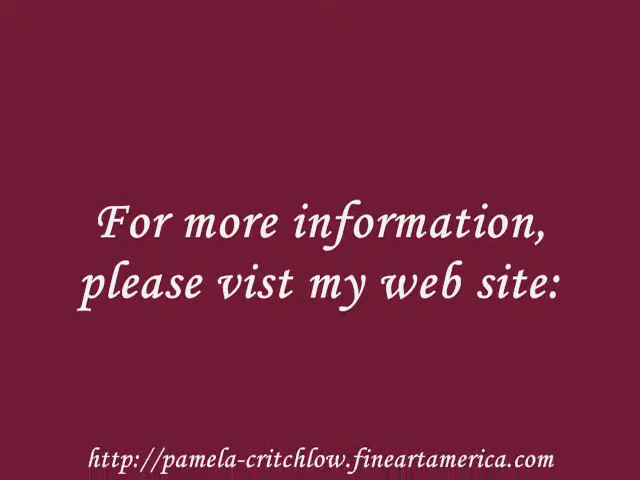 For more information,
please vist my web site:
http://pamela-critchlow.fineartamerica.com